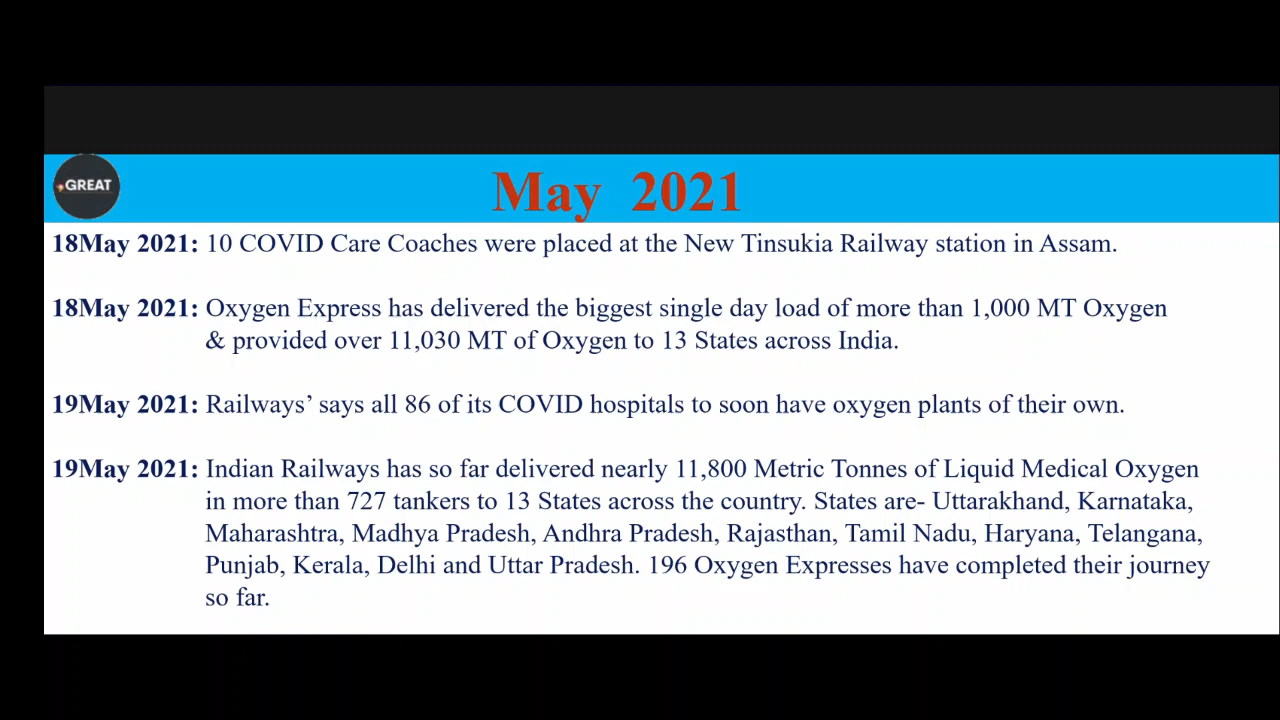 GREAT
May 2021
18May 2021: 10 COVID Care Coaches were placed at the New Tinsukia Railway station in Assam.
18May 2021: Oxygen Express has delivered the biggest single day load of more than 1,000 MT Oxygen
& provided over 11,030 MT of Oxygen to 13 States across India.
19May 2021: Railways’ says all 86 of its COVID hospitals to soon have oxygen plants of their own.
19May 2021: Indian Railways has so far delivered nearly 11,800 Metric Tonnes of Liquid Medical Oxygen
in more than 727 tankers to 13 States across the country. States are- Uttarakhand, Karnataka,
Maharashtra, Madhya Pradesh, Andhra Pradesh, Rajasthan, Tamil Nadu, Haryana, Telangana,
Punjab, Kerala, Delhi and Uttar Pradesh. 196 Oxygen Expresses have completed their journey
so far.